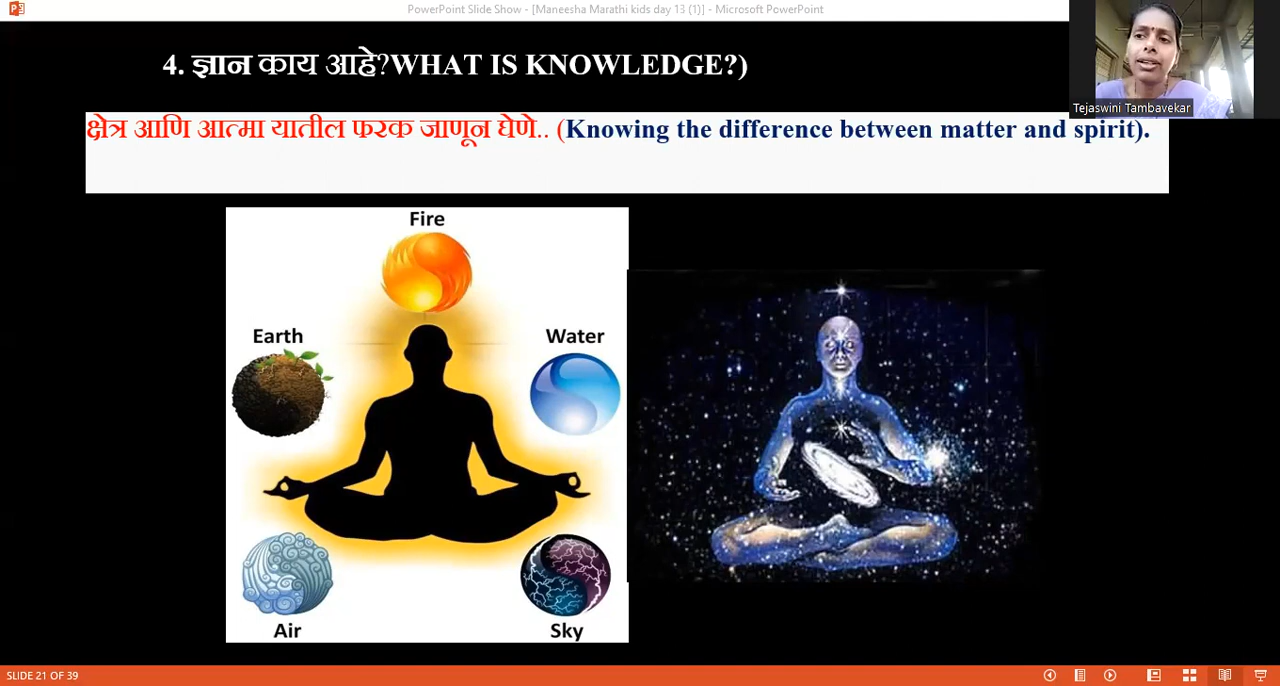 PowerPoint Slide Show - [Maneesha Marathi kids day 13 (1)] - Microsoft PowerPoint
4. ज्ञान काय आहे?WHAT IS KNOWLEDGE?)
Tejaswini Tambavekar
क्षेत्र आणि आत्मा यातील फरक जाणून घेणे.. (Knowing the difference between matter and spirit).
Fire
Earth
Water
Air
Sky
SLIDE 21 OF 39